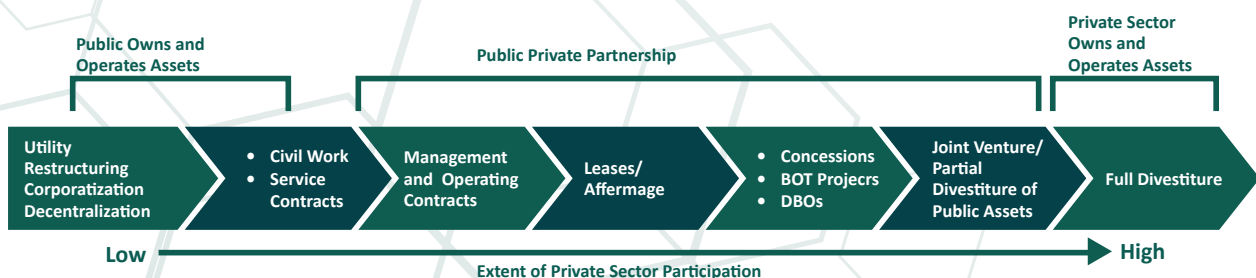 Public Owns and
Operates Assets
Public Private Partnership
Private Sector
Owns and
Operates Assets
Utility
Restructuring
Corporatization
Decentralization
• Civil Work
• Service
Contracts
Management
and Operating
Contracts
Leases/
Affermage
• Concessions
• BOT Projecrs
• DBOs
Joint Venture/
Partial
Divestiture of
Public Assets
Full Divestiture
Low
High
Extent of Private Sector Participation